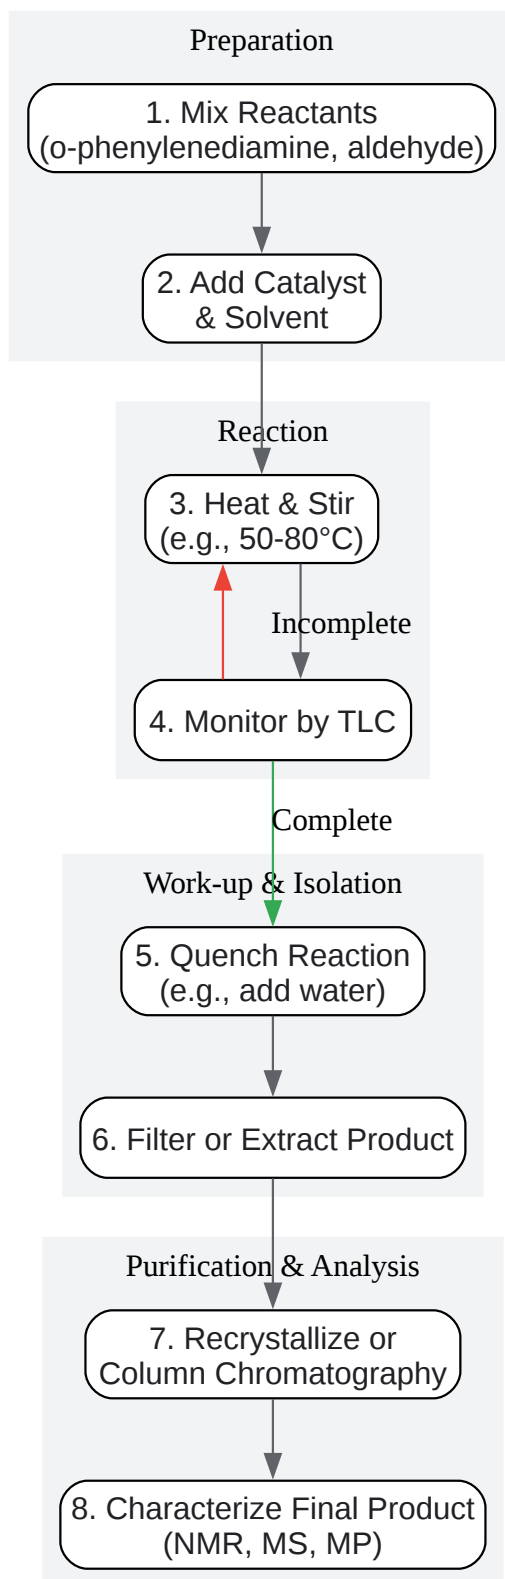 Preparation
1. Mix Reactants
(o-phenylenediamine, aldehyde)
2. Add Catalyst
& Solvent
Reaction
3. Heat & Stir
(e.g., 50-80°C)
Incomplete
4. Monitor by TLC
Complete
Work-up & Isolation
5. Quench Reaction
(e.g., add water)
6. Filter or Extract Product
Purification & Analysis
7. Recrystallize or
Column Chromatography
8. Characterize Final Product
(NMR, MS, MP)